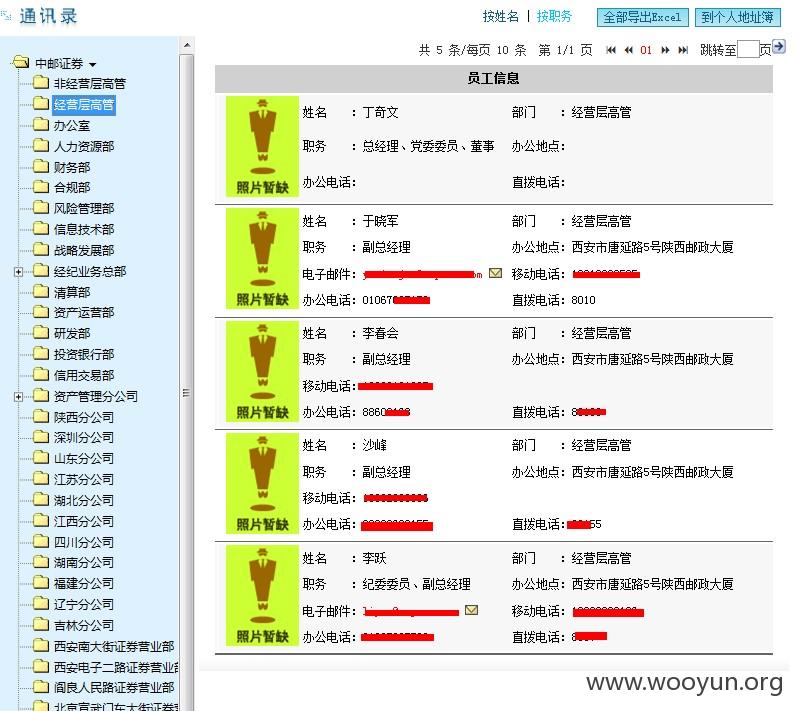 通讯录
按姓名 | 按职务 全部导出Excel 到个人地址簿
共 5 条/每页 10 条 第 1/1 页 01 跳转至 页
中邮证券
非经营层高管
经营层高管
办公室
人力资源部
财务部
合规部
风险管理部
信息技术部
战略发展部
经纪业务总部
清算部
资产运营部
研发部
投资银行部
信用交易部
资产管理分公司
陕西分公司
深圳分公司
山东分公司
江苏分公司
湖北分公司
江西分公司
四川分公司
湖南分公司
福建分公司
辽宁分公司
吉林分公司
西安南大街证券营业部
西安电子二路证券营业
阎良人民路证券营业部
北京宣武门东大街证券
员工信息
照片暂缺
姓名 : 丁奇文 部门 : 经营层高管
职务 : 总经理、党委委员、董事 办公地点:
办公电话: 直拨电话:
照片暂缺
姓名 : 于晓军 部门 : 经营层高管
职务 : 副总经理 办公地点: 西安市唐延路5号陕西邮政大厦
电子邮件: 移动电话:
办公电话: 01067 直拨电话: 8010
照片暂缺
姓名 : 李春会 部门 : 经营层高管
职务 : 副总经理 办公地点: 西安市唐延路5号陕西邮政大厦
移动电话:
办公电话: 8860 直拨电话: 8
照片暂缺
姓名 : 沙峰 部门 : 经营层高管
职务 : 副总经理 办公地点: 西安市唐延路5号陕西邮政大厦
移动电话:
办公电话: 直拨电话: 55
照片暂缺
姓名 : 李跃 部门 : 经营层高管
职务 : 纪委委员、副总经理 办公地点: 西安市唐延路5号陕西邮政大厦
电子邮件: 移动电话:
办公电话: 直拨电话: 8
www.wooyun.org